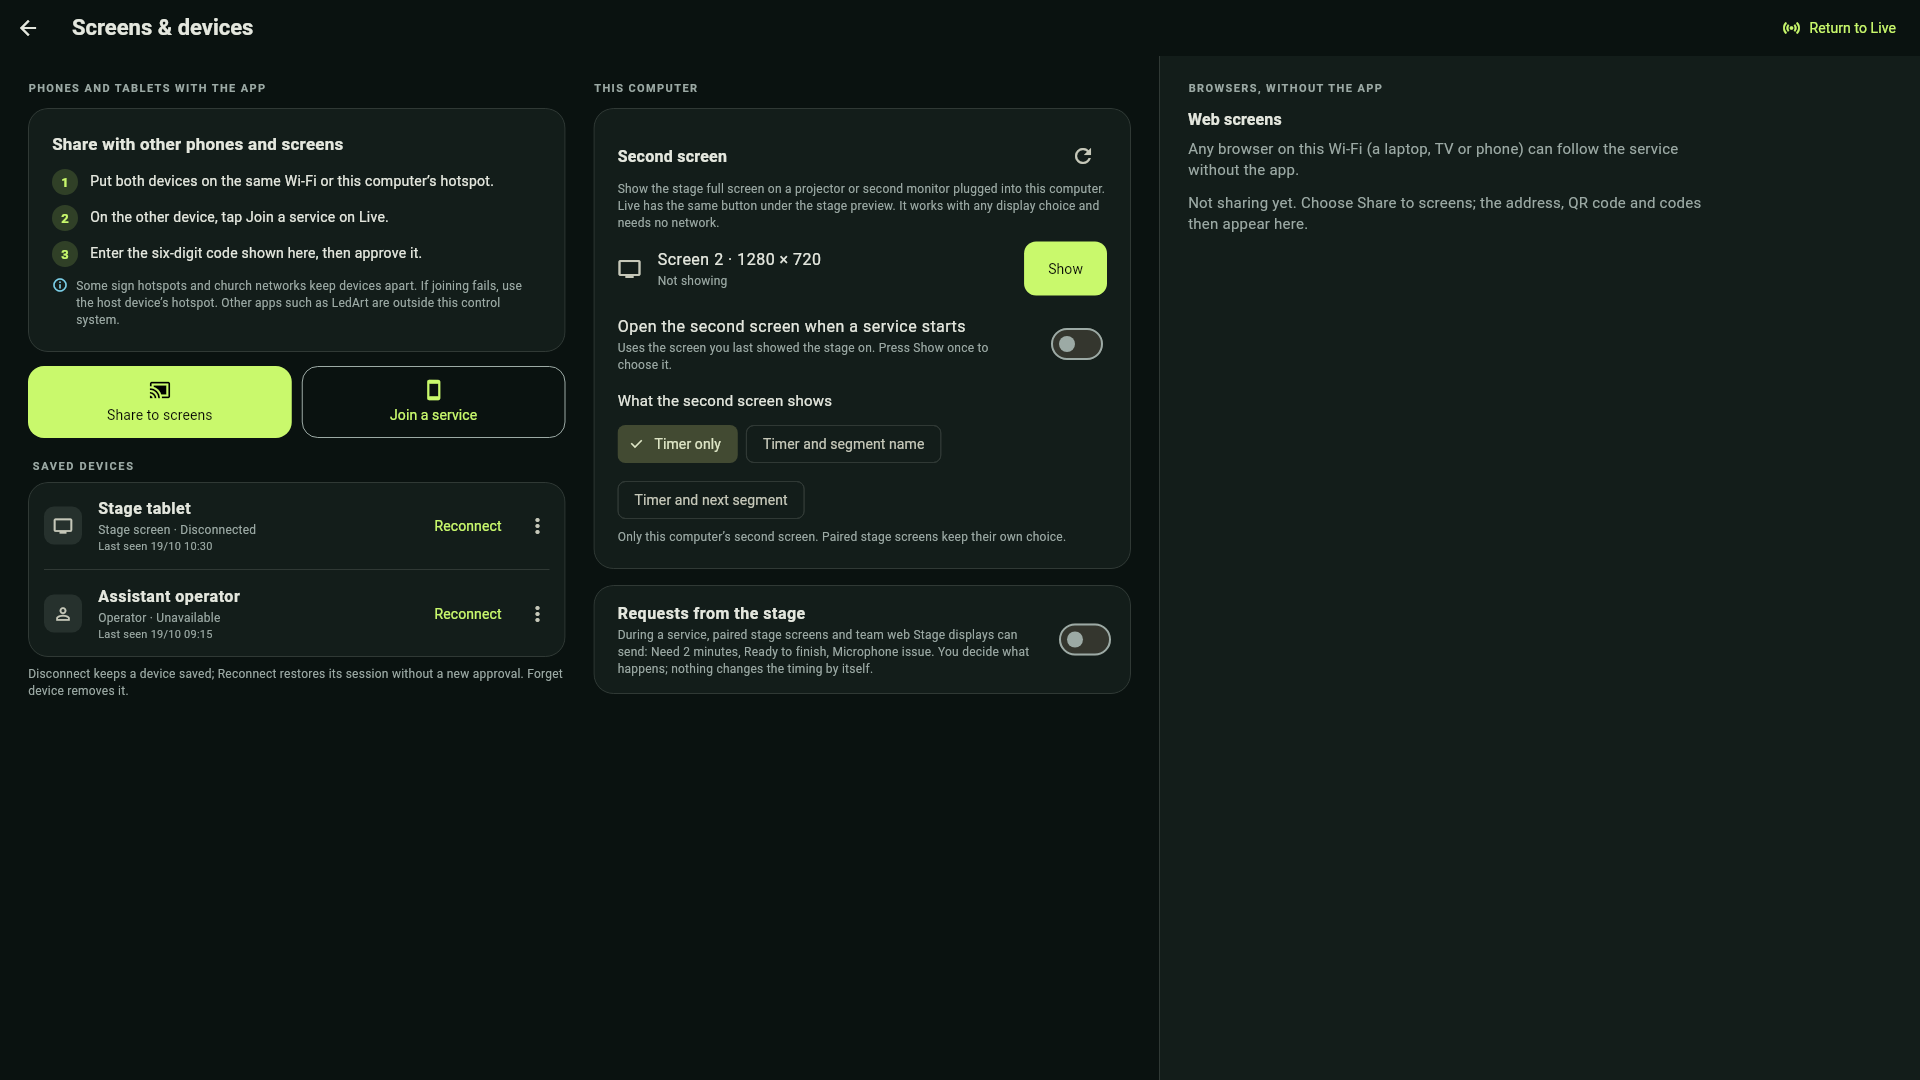 Screens & devices
Return to Live
PHONES AND TABLETS WITH THE APP
Share with other phones and screens
1 Put both devices on the same Wi-Fi or this computer’s hotspot.
2 On the other device, tap Join a service on Live.
3 Enter the six-digit code shown here, then approve it.
Some sign hotspots and church networks keep devices apart. If joining fails, use
the host device’s hotspot. Other apps such as LedArt are outside this control
system.
Share to screens
Join a service
SAVED DEVICES
Stage tablet
Stage screen · Disconnected
Last seen 19/10 10:30
Reconnect
Assistant operator
Operator · Unavailable
Last seen 19/10 09:15
Reconnect
Disconnect keeps a device saved; Reconnect restores its session without a new approval. Forget
device removes it.
THIS COMPUTER
Second screen
Show the stage full screen on a projector or second monitor plugged into this computer.
Live has the same button under the stage preview. It works with any display choice and
needs no network.
Screen 2 · 1280 × 720
Not showing
Show
Open the second screen when a service starts
Uses the screen you last showed the stage on. Press Show once to
choose it.
What the second screen shows
Timer only
Timer and segment name
Timer and next segment
Only this computer’s second screen. Paired stage screens keep their own choice.
Requests from the stage
During a service, paired stage screens and team web Stage displays can
send: Need 2 minutes, Ready to finish, Microphone issue. You decide what
happens; nothing changes the timing by itself.
BROWSERS, WITHOUT THE APP
Web screens
Any browser on this Wi-Fi (a laptop, TV or phone) can follow the service
without the app.
Not sharing yet. Choose Share to screens; the address, QR code and codes
then appear here.